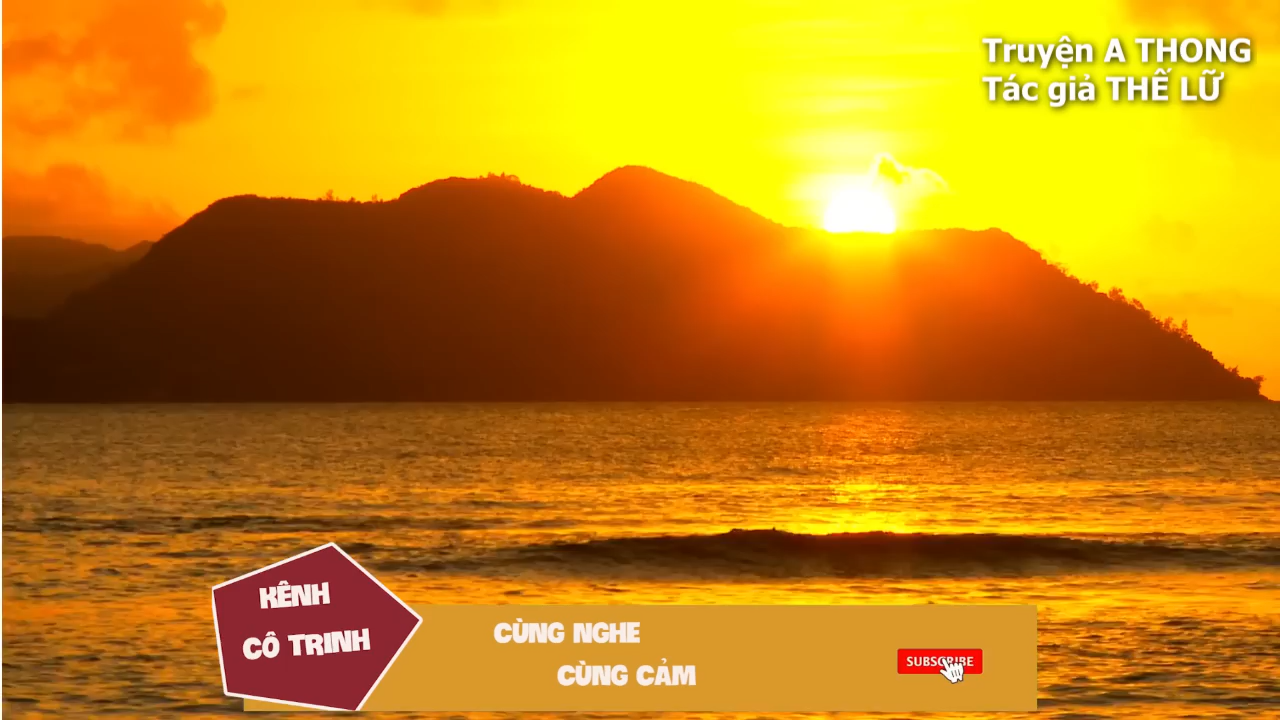 Truyện A THONG
Tác giả THẾ LỮ
KÊNH
CÔ TRINH
CÙNG NGHE
CÙNG CẢM
SUBSCRIBE